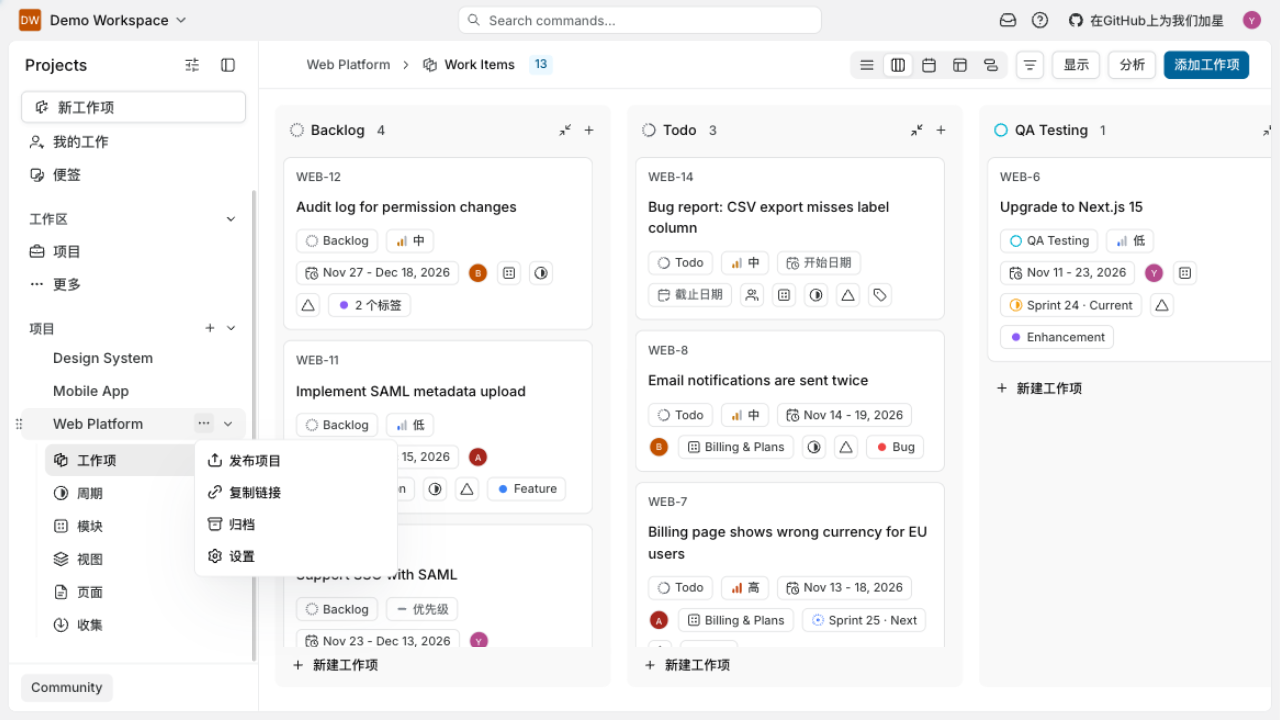 DW Demo Workspace
Search commands...
在GitHub上为我们加星
Y
Projects
新工作项
我的工作
便签
工作区
项目
更多
项目
Design System
Mobile App
Web Platform
工作项
周期
模块
视图
页面
收集
Community
发布项目
复制链接
归档
设置
Web Platform
Work Items 13
显示
分析
添加工作项
Backlog 4
WEB-12
Audit log for permission changes
Backlog
中
Nov 27 - Dec 18, 2026
B
2 个标签
WEB-11
Implement SAML metadata upload
Backlog
低
15, 2026
A
Feature
Support SSO with SAML
Backlog
优先级
Nov 23 - Dec 13, 2026
Y
新建工作项
Todo 3
WEB-14
Bug report: CSV export misses label
column
Todo
中
开始日期
截止日期
WEB-8
Email notifications are sent twice
Todo
中
Nov 14 - 19, 2026
B
Billing & Plans
Bug
WEB-7
Billing page shows wrong currency for EU
users
Todo
高
Nov 13 - 18, 2026
A
Billing & Plans
Sprint 25 · Next
新建工作项
QA Testing 1
WEB-6
Upgrade to Next.js 15
QA Testing
低
Nov 11 - 23, 2026
Y
Sprint 24 · Current
Enhancement
新建工作项